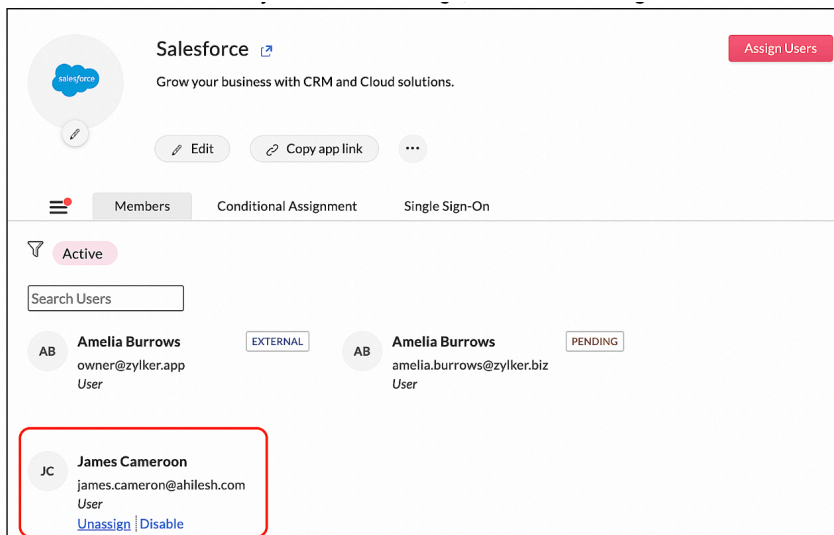 Salesforce
Assign Users
salesforce
Grow your business with CRM and Cloud solutions.
Edit
Copy app link
Members
Conditional Assignment
Single Sign-On
Active
Search Users
AB
Amelia Burrows
EXTERNAL
owner@zylker.app
User
AB
Amelia Burrows
PENDING
amelia.burrows@zylker.biz
User
JC
James Cameroon
james.cameron@ahilesh.com
User
Unassign Disable